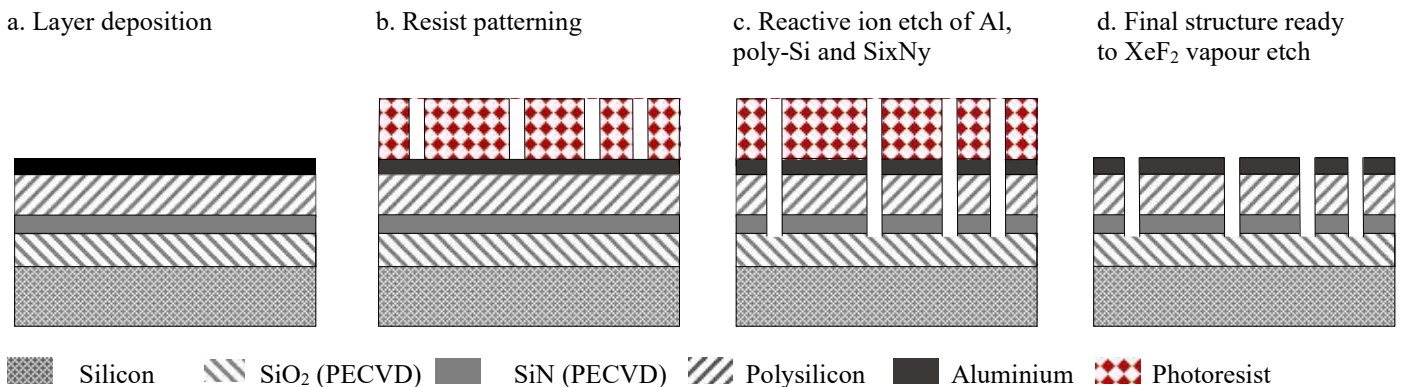 a. Layer deposition
b. Resist patterning
c. Reactive ion etch of Al,
poly-Si and SixNy
d. Final structure ready
to XeF₂ vapour etch
Silicon
SiO₂ (PECVD)
SiN (PECVD)
Polysilicon
Aluminium
Photoresist